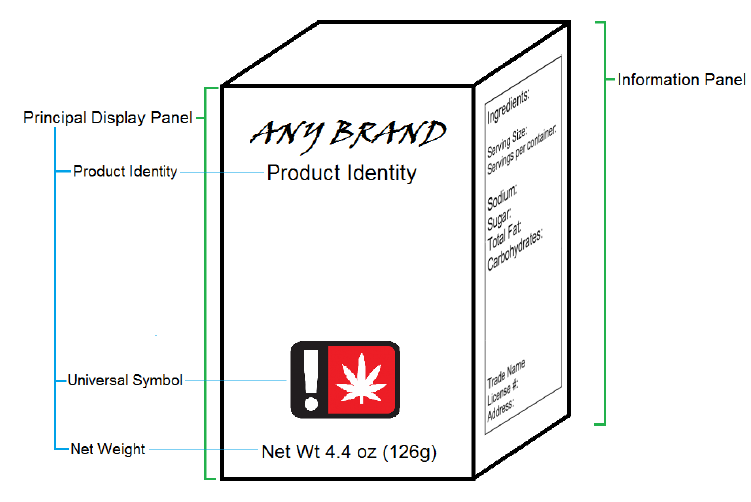 Information Panel
Principal Display Panel
Product Identity
Universal Symbol
Net Weight
ANY BRAND
Product Identity
!
Net Wt 4.4 oz (126g)
Ingredients:
Serving Size:
Servings per container:
Sodium:
Sugar:
Total Fat:
Carbohydrates:
Trade Name
License #:
Address: